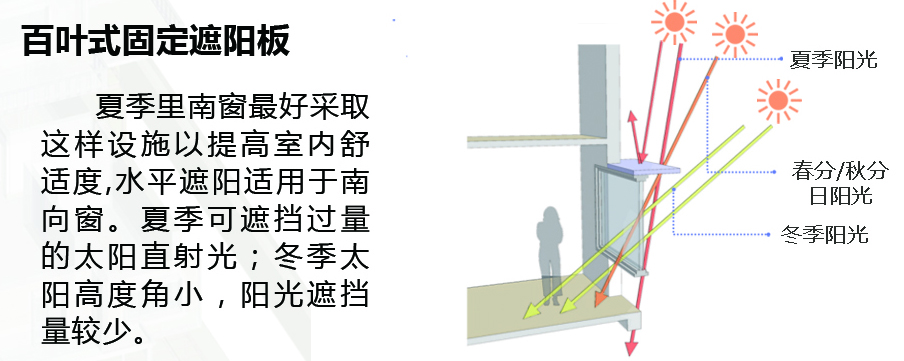 百叶式固定遮阳板
夏季里南窗最好采取
这样设施以提高室内舒
适度,水平遮阳适用于南
向窗。夏季可遮挡过量
的太阳直射光；冬季太
阳高度角小，阳光遮挡
量较少。
夏季阳光
春分/秋分
日阳光
冬季阳光